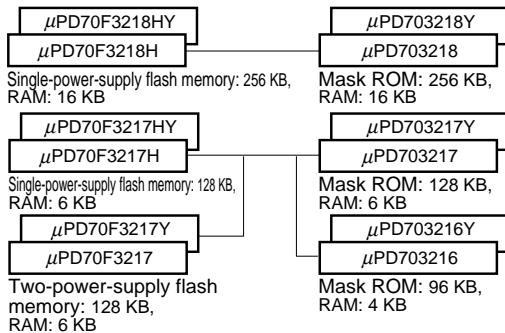 μPD70F3218HY
μPD70F3218H
Single-power-supply flash memory: 256 KB,
RAM: 16 KB
μPD703218Y
μPD703218
Mask ROM: 256 KB,
RAM: 16 KB
μPD70F3217HY
μPD70F3217H
Single-power-supply flash memory: 128 KB,
RAM: 6 KB
μPD703217Y
μPD703217
Mask ROM: 128 KB,
RAM: 6 KB
μPD70F3217Y
μPD70F3217
Two-power-supply flash
memory: 128 KB,
RAM: 6 KB
μPD703216Y
μPD703216
Mask ROM: 96 KB,
RAM: 4 KB